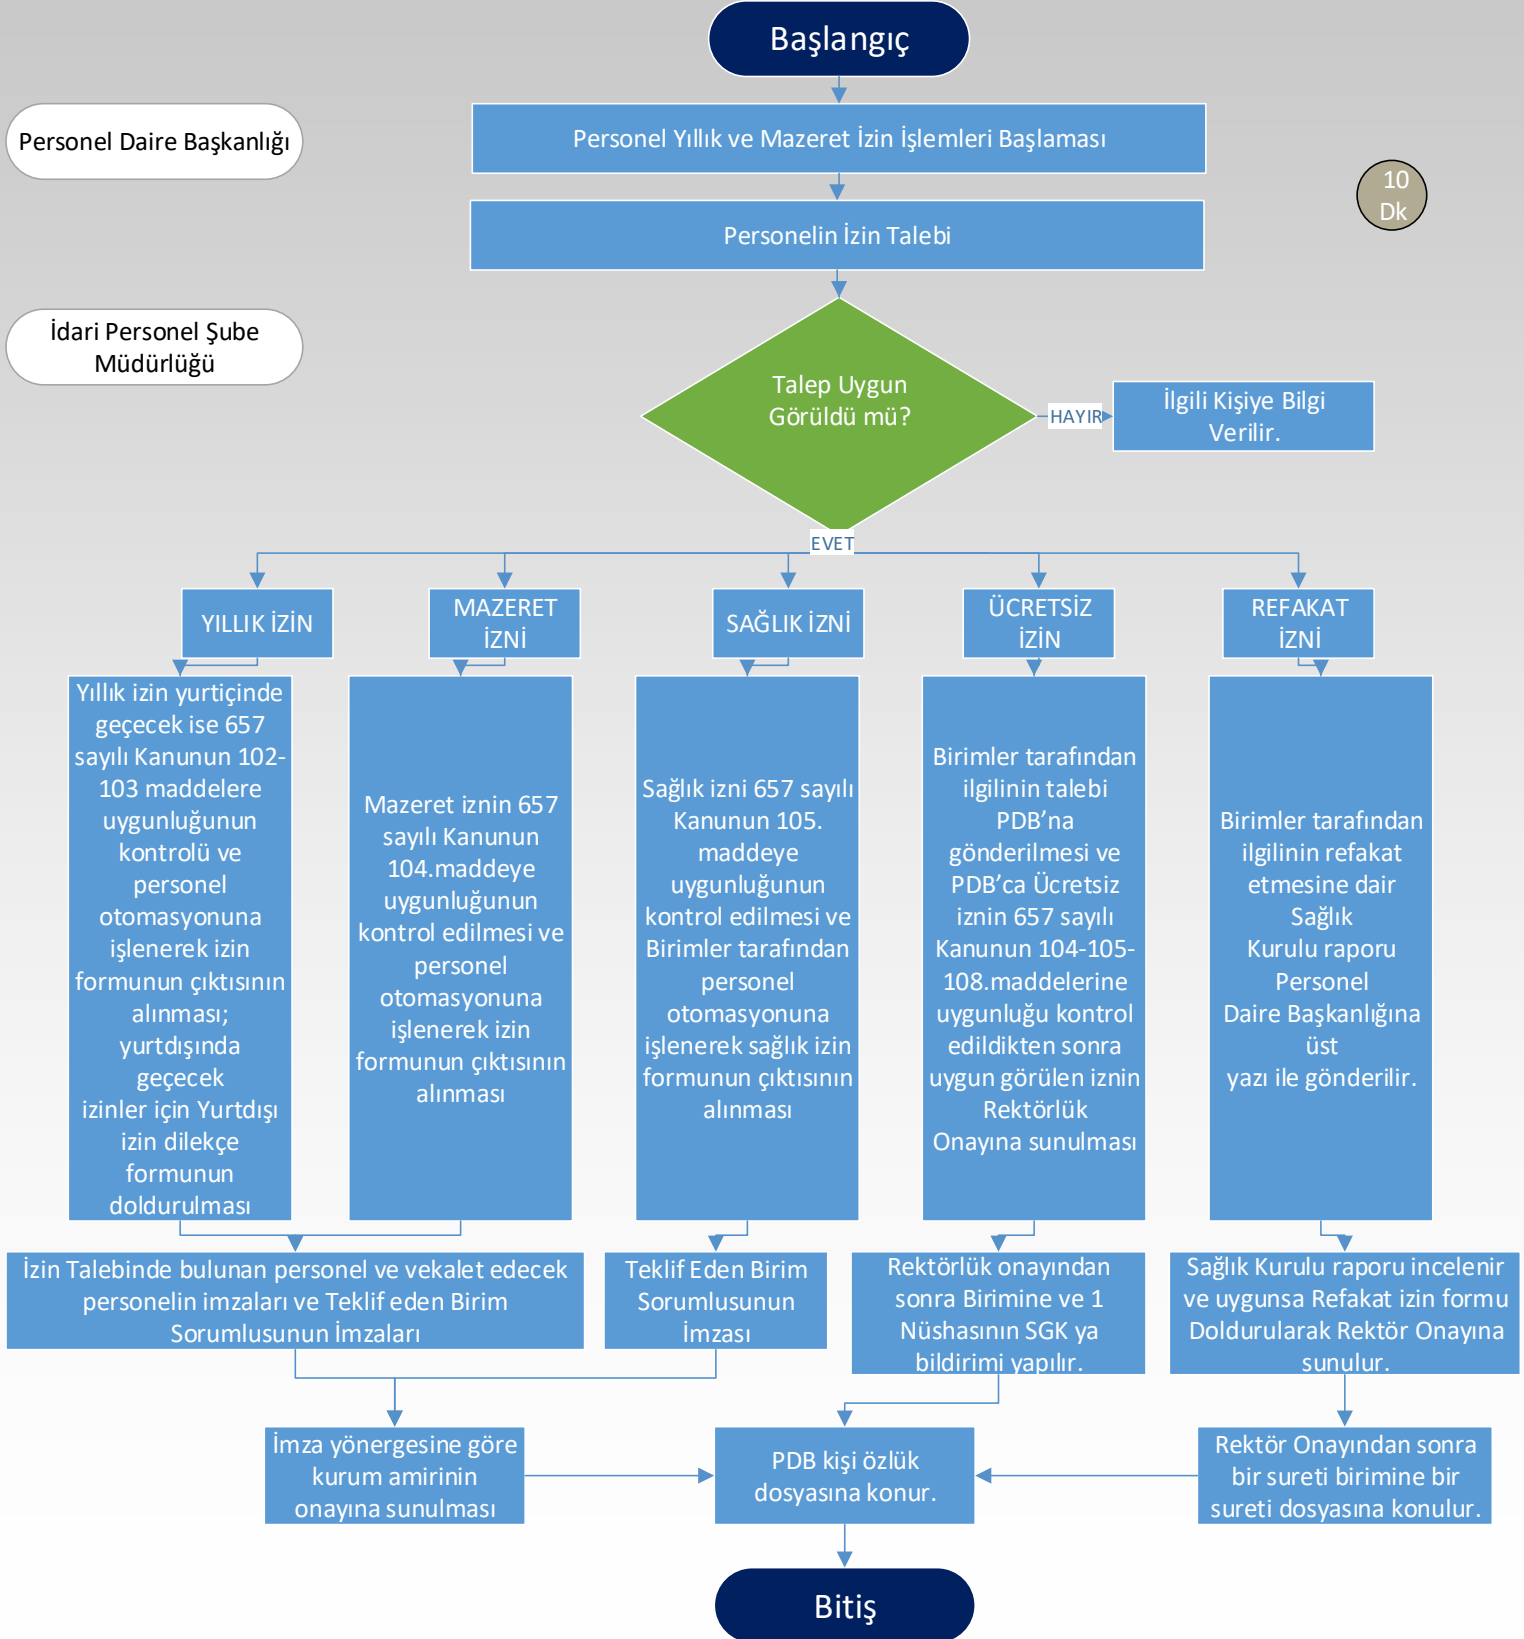 Başlangıç
Personel Daire Başkanlığı
Personel Yıllık ve Mazeret İzin İşlemleri Başlaması
10
Dk
Personelin İzin Talebi
İdari Personel Şube
Müdürlüğü
Talep Uygun
Görüldü mü?
HAYIR
İlgili Kişiye Bilgi
Verilir.
EVET
YILLIK İZİN
MAZERET
İZNİ
SAĞLIK İZNİ
ÜCRETSİZ
İZİN
REFAKAT
İZNİ
Yıllık izin yurtiçinde
geçecek ise 657
sayılı Kanunun 102-
103 maddelere
uygunluğunun
kontrolü ve
personel
otomasyonuna
işlenerek izin
formunun çıktısının
alınması;
yurtdışında
geçecek
izinler için Yurtdışı
izin dilekçe
formunun
doldurulması
Mazeret iznin 657
sayılı Kanunun
104.maddeye
uygunluğunun
kontrol edilmesi ve
personel
otomasyonuna
işlenerek izin
formunun çıktısının
alınması
Sağlık izni 657 sayılı
Kanunun 105.
maddeye
uygunluğunun
kontrol edilmesi ve
Birimler tarafından
personel
otomasyonuna
işlenerek sağlık izin
formunun çıktısının
alınması
Birimler tarafından
ilgilinin talebi
PDB’na
gönderilmesi ve
PDB’ca Ücretsiz
iznin 657 sayılı
Kanunun 104-105-
108.maddelerine
uygunluğu kontrol
edildikten sonra
uygun görülen iznin
Rektörlük
Onayına sunulması
Birimler tarafından
ilgilinin refakat
etmesine dair
Sağlık
Kurulu raporu
Personel
Daire Başkanlığına
üst
yazı ile gönderilir.
İzin Talebinde bulunan personel ve vekalet edecek
personelin imzaları ve Teklif eden Birim
Sorumlusunun İmzaları
Teklif Eden Birim
Sorumlusunun
İmzası
Rektörlük onayından
sonra Birimine ve 1
Nüshasının SGK ya
bildirimi yapılır.
Sağlık Kurulu raporu incelenir
ve uygunsa Refakat izin formu
Doldurularak Rektör Onayına
sunulur.
İmza yönergesine göre
kurum amirinin
onayına sunulması
PDB kişi özlük
dosyasına konur.
Rektör Onayından sonra
bir sureti birimine bir
sureti dosyasına konulur.
Bitiş